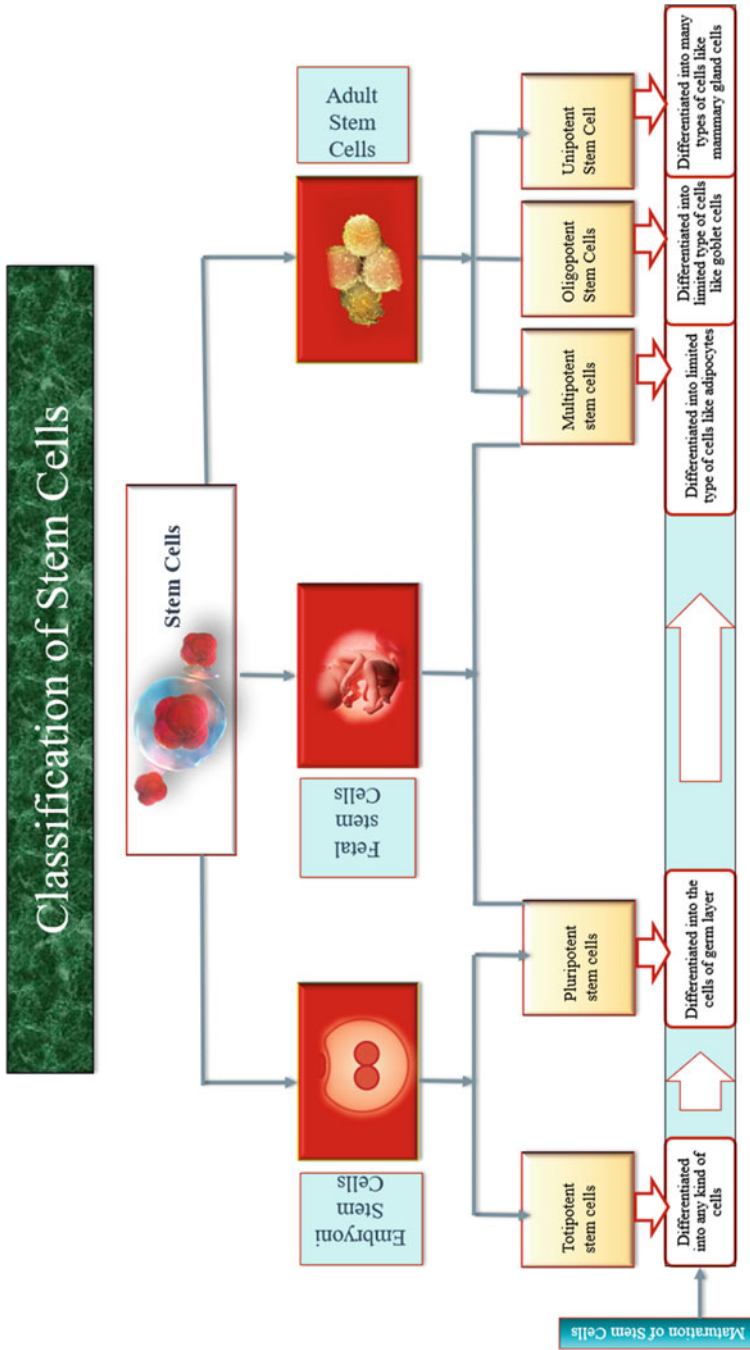 Classification of Stem Cells
Stem Cells
Embryoni
Stem
Cells
Fetal
stem
Cells
Adult
Stem
Cells
Totipotent
stem cells
Pluripotent
stem cells
Multipotent
stem cells
Oligopotent
Stem Cells
Unipotent
Stem Cell
Maturation of Stem Cells
Differentiated
into any kind of
cells
Differentiated into the
cells of germ layer
Differentiated into limited
type of cells like adipocytes
Differentiated into
limited type of cells
like goblet cells
Differentiated into many
types of cells like
mammary gland cells